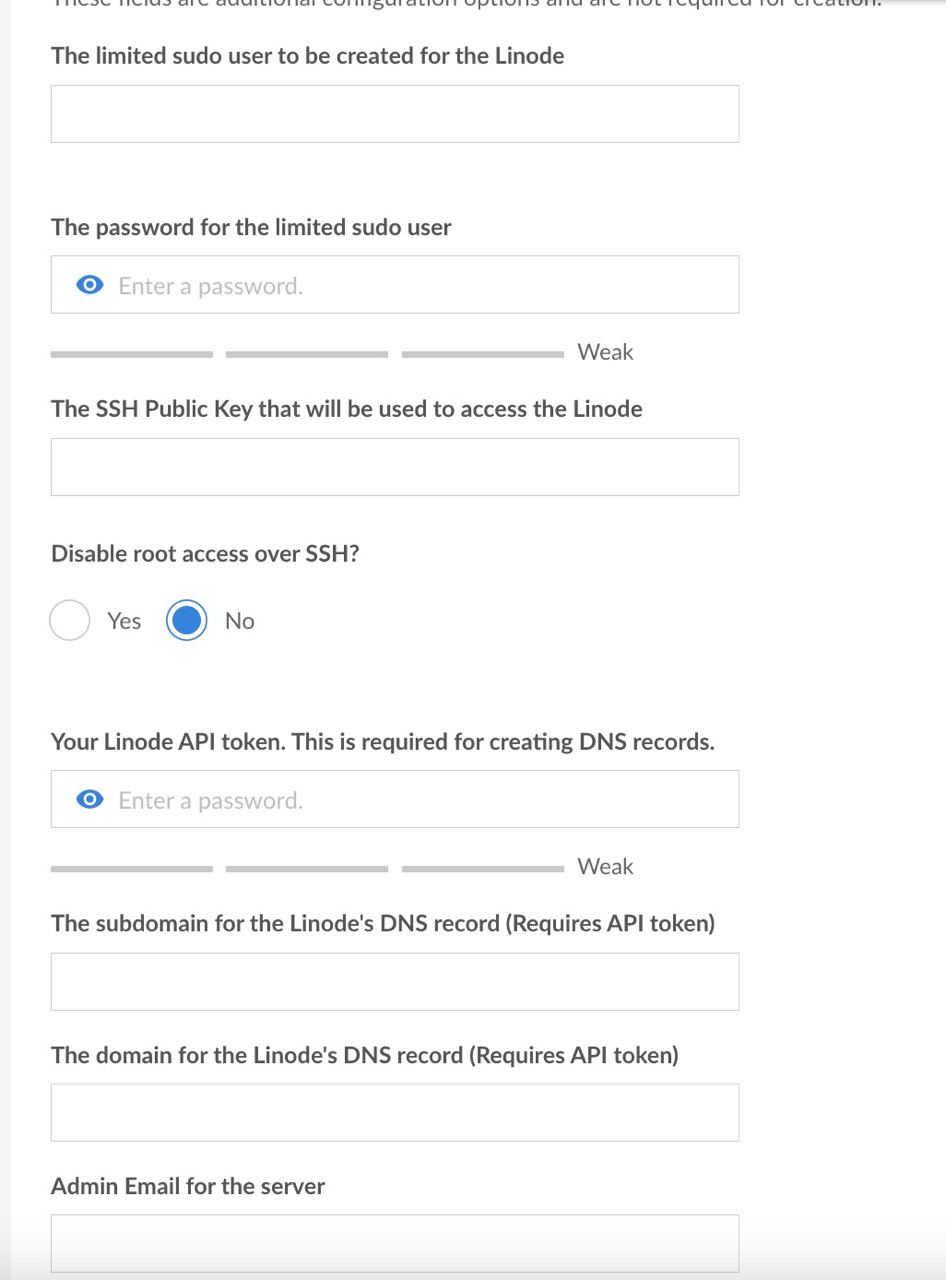 These fields are additional configuration options and are not required for creation.
The limited sudo user to be created for the Linode
The password for the limited sudo user
Enter a password.
Weak
The SSH Public Key that will be used to access the Linode
Disable root access over SSH?
Yes No
Your Linode API token. This is required for creating DNS records.
Enter a password.
Weak
The subdomain for the Linode's DNS record (Requires API token)
The domain for the Linode's DNS record (Requires API token)
Admin Email for the server